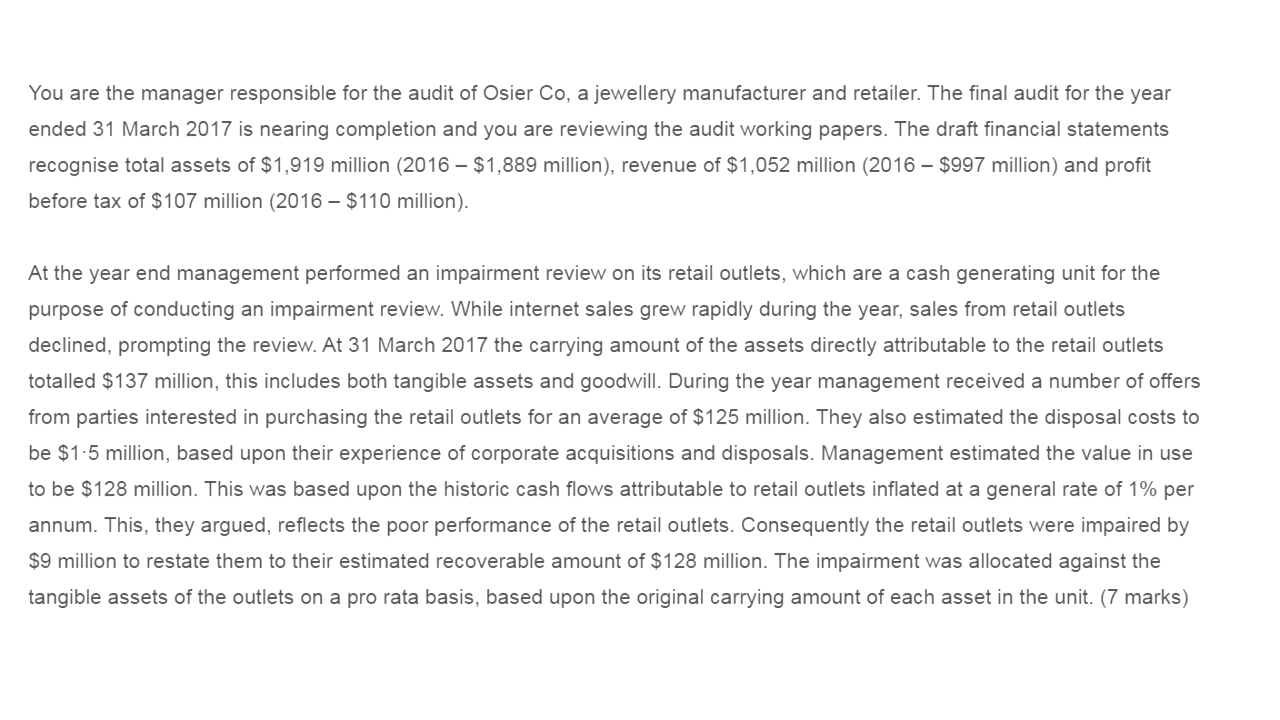 You are the manager responsible for the audit of Osier Co, a jewellery manufacturer and retailer. The final audit for the year
ended 31 March 2017 is nearing completion and you are reviewing the audit working papers. The draft financial statements
recognise total assets of $1,919 million (2016 – $1,889 million), revenue of $1,052 million (2016 – $997 million) and profit
before tax of $107 million (2016 – $110 million).
At the year end management performed an impairment review on its retail outlets, which are a cash generating unit for the
purpose of conducting an impairment review. While internet sales grew rapidly during the year, sales from retail outlets
declined, prompting the review. At 31 March 2017 the carrying amount of the assets directly attributable to the retail outlets
totalled $137 million, this includes both tangible assets and goodwill. During the year management received a number of offers
from parties interested in purchasing the retail outlets for an average of $125 million. They also estimated the disposal costs to
be $1·5 million, based upon their experience of corporate acquisitions and disposals. Management estimated the value in use
to be $128 million. This was based upon the historic cash flows attributable to retail outlets inflated at a general rate of 1% per
annum. This, they argued, reflects the poor performance of the retail outlets. Consequently the retail outlets were impaired by
$9 million to restate them to their estimated recoverable amount of $128 million. The impairment was allocated against the
tangible assets of the outlets on a pro rata basis, based upon the original carrying amount of each asset in the unit. (7 marks)